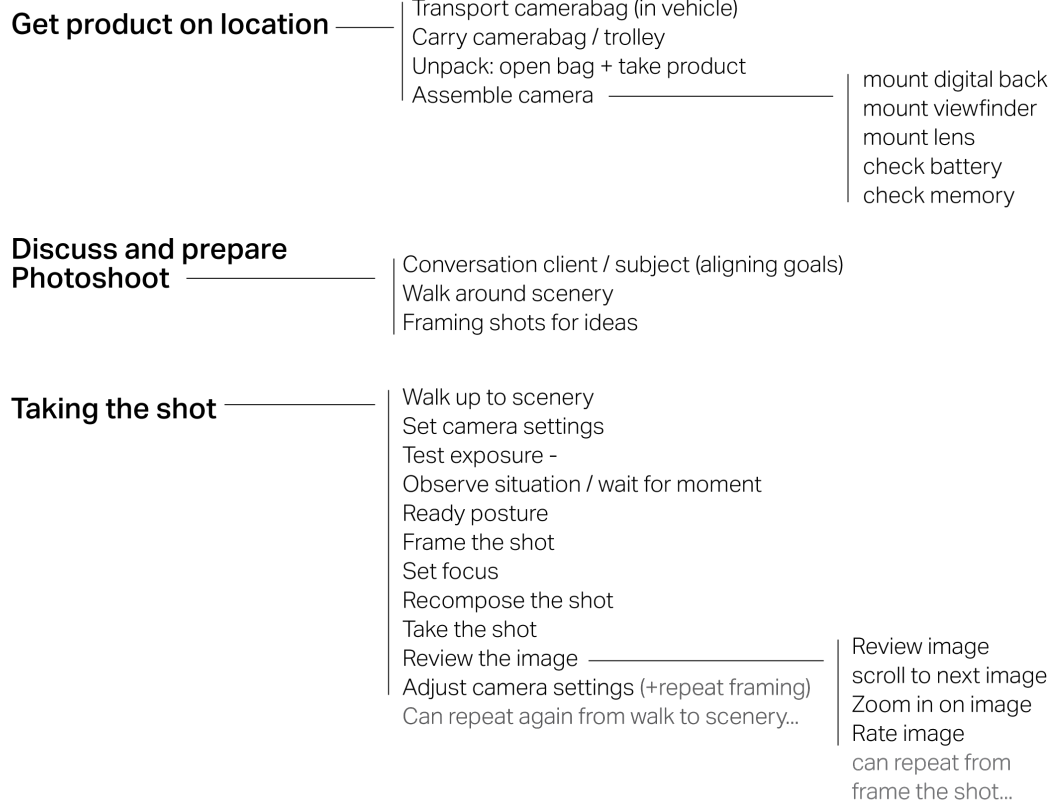 Get product on location
Transport camerabag (in vehicle)
Carry camerabag / trolley
Unpack: open bag + take product
Assemble camera
mount digital back
mount viewfinder
mount lens
check battery
check memory
Discuss and prepare
Photoshoot
Conversation client / subject (aligning goals)
Walk around scenery
Framing shots for ideas
Taking the shot
Walk up to scenery
Set camera settings
Test exposure -
Observe situation / wait for moment
Ready posture
Frame the shot
Set focus
Recompose the shot
Take the shot
Review the image
Adjust camera settings (+repeat framing)
Can repeat again from walk to scenery...
Review image
scroll to next image
Zoom in on image
Rate image
can repeat from
frame the shot...